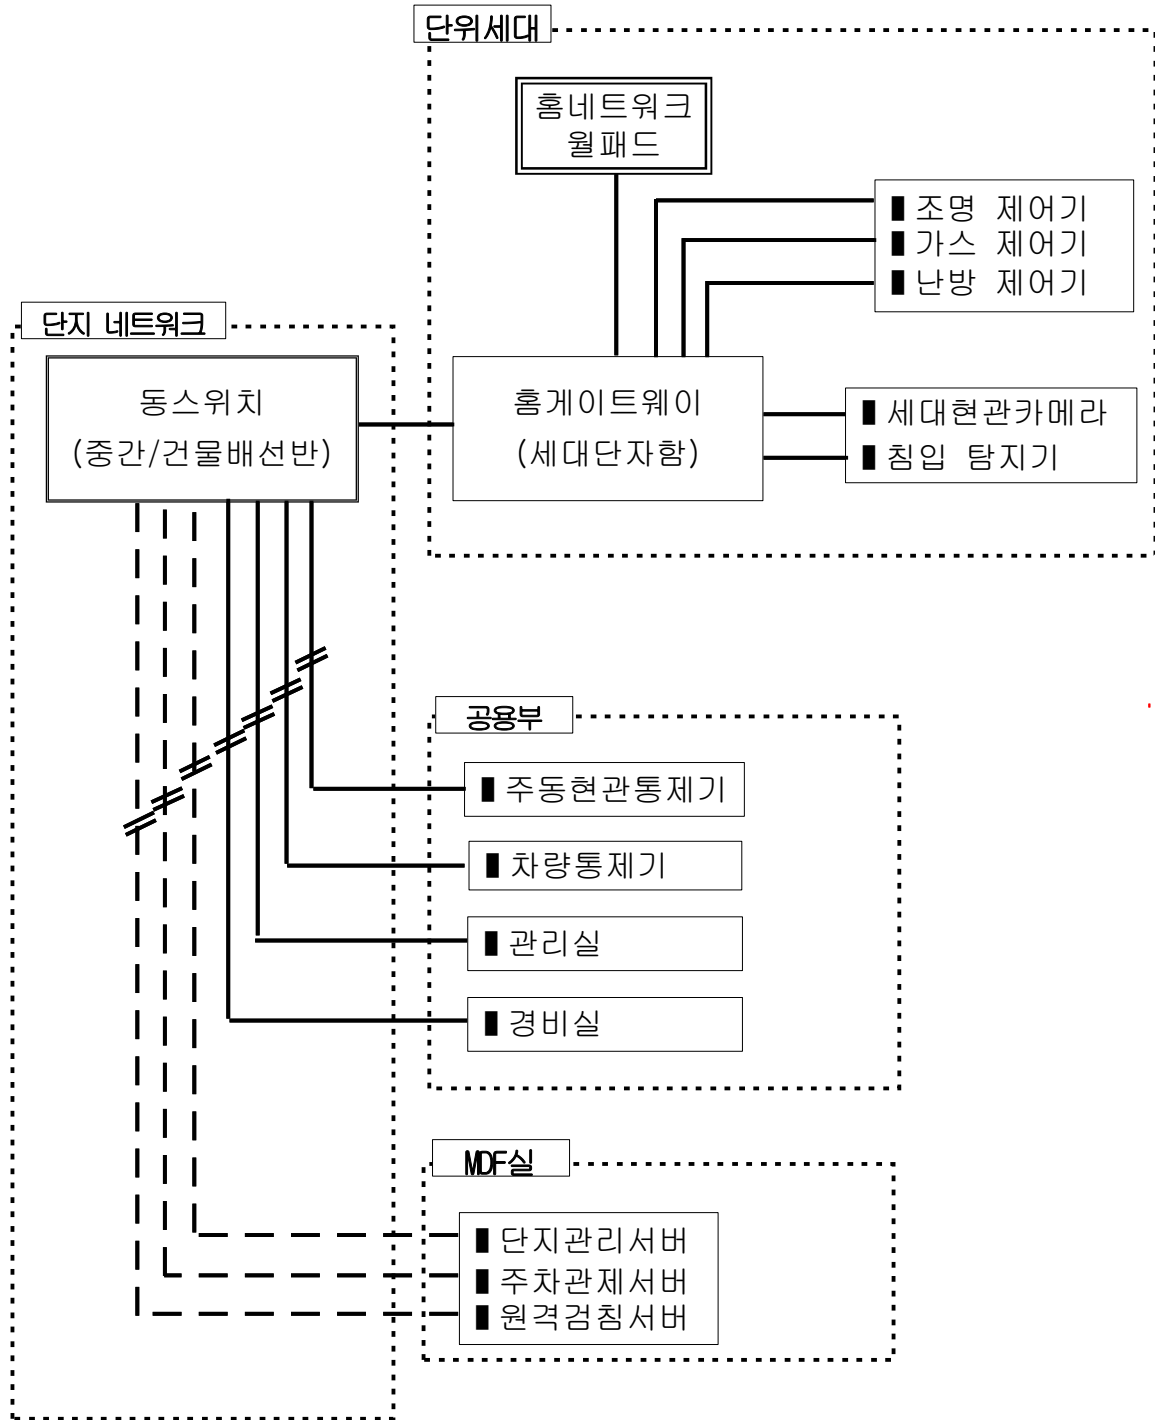 단위세대
홈네트워크
월패드
■ 조명 제어기
■ 가스 제어기
■ 난방 제어기
단지 네트워크
동스위치
(중간/건물배선반)
홈게이트웨이
(세대단자함)
■ 세대현관카메라
■ 침입 탐지기
공용부
■ 주동현관통제기
■ 차량통제기
■ 관리실
■ 경비실
MDF실
■ 단지관리서버
■ 주차관제서버
■ 원격검침서버